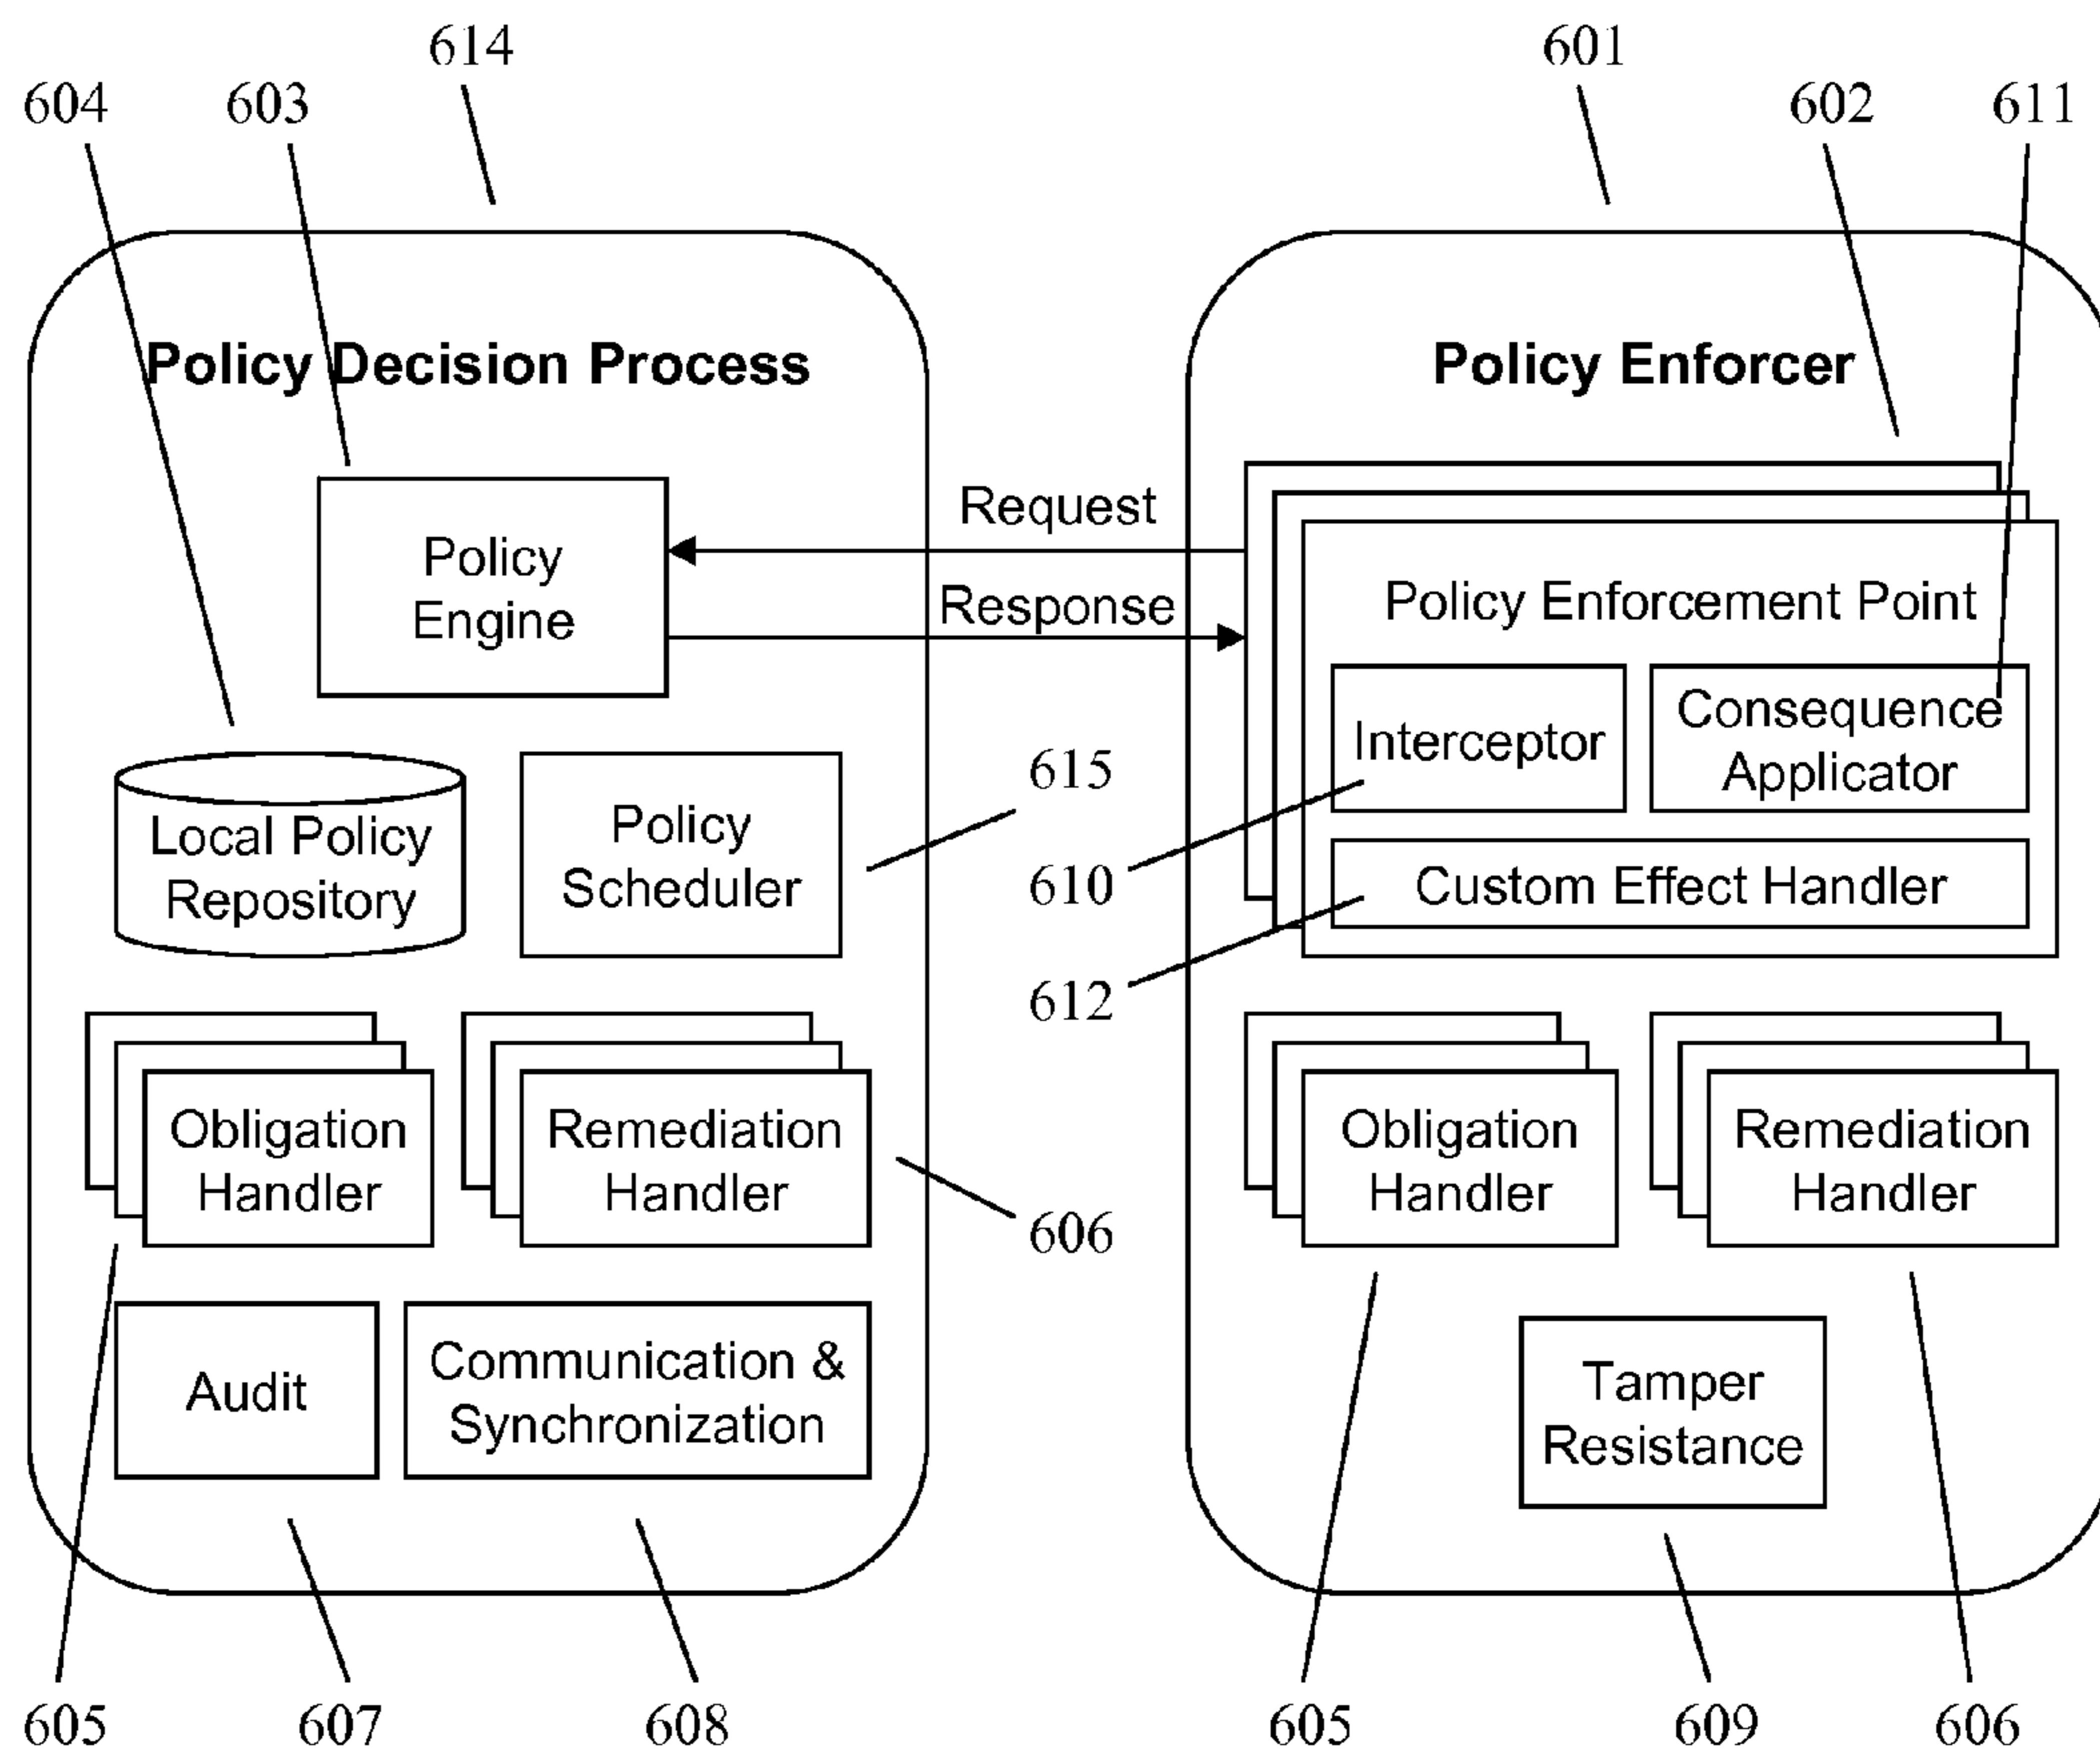 614
601
604
603
602
611
Policy Decision Process
Policy Enforcer
Request
Policy
Engine
Response
Policy Enforcement Point
Interceptor
Consequence
Applicator
615
Local Policy
Repository
Policy
Scheduler
610
Custom Effect Handler
612
Obligation
Handler
Remediation
Handler
606
Obligation
Handler
Remediation
Handler
Audit
Communication &
Synchronization
Tamper
Resistance
605
607
608
605
609
606